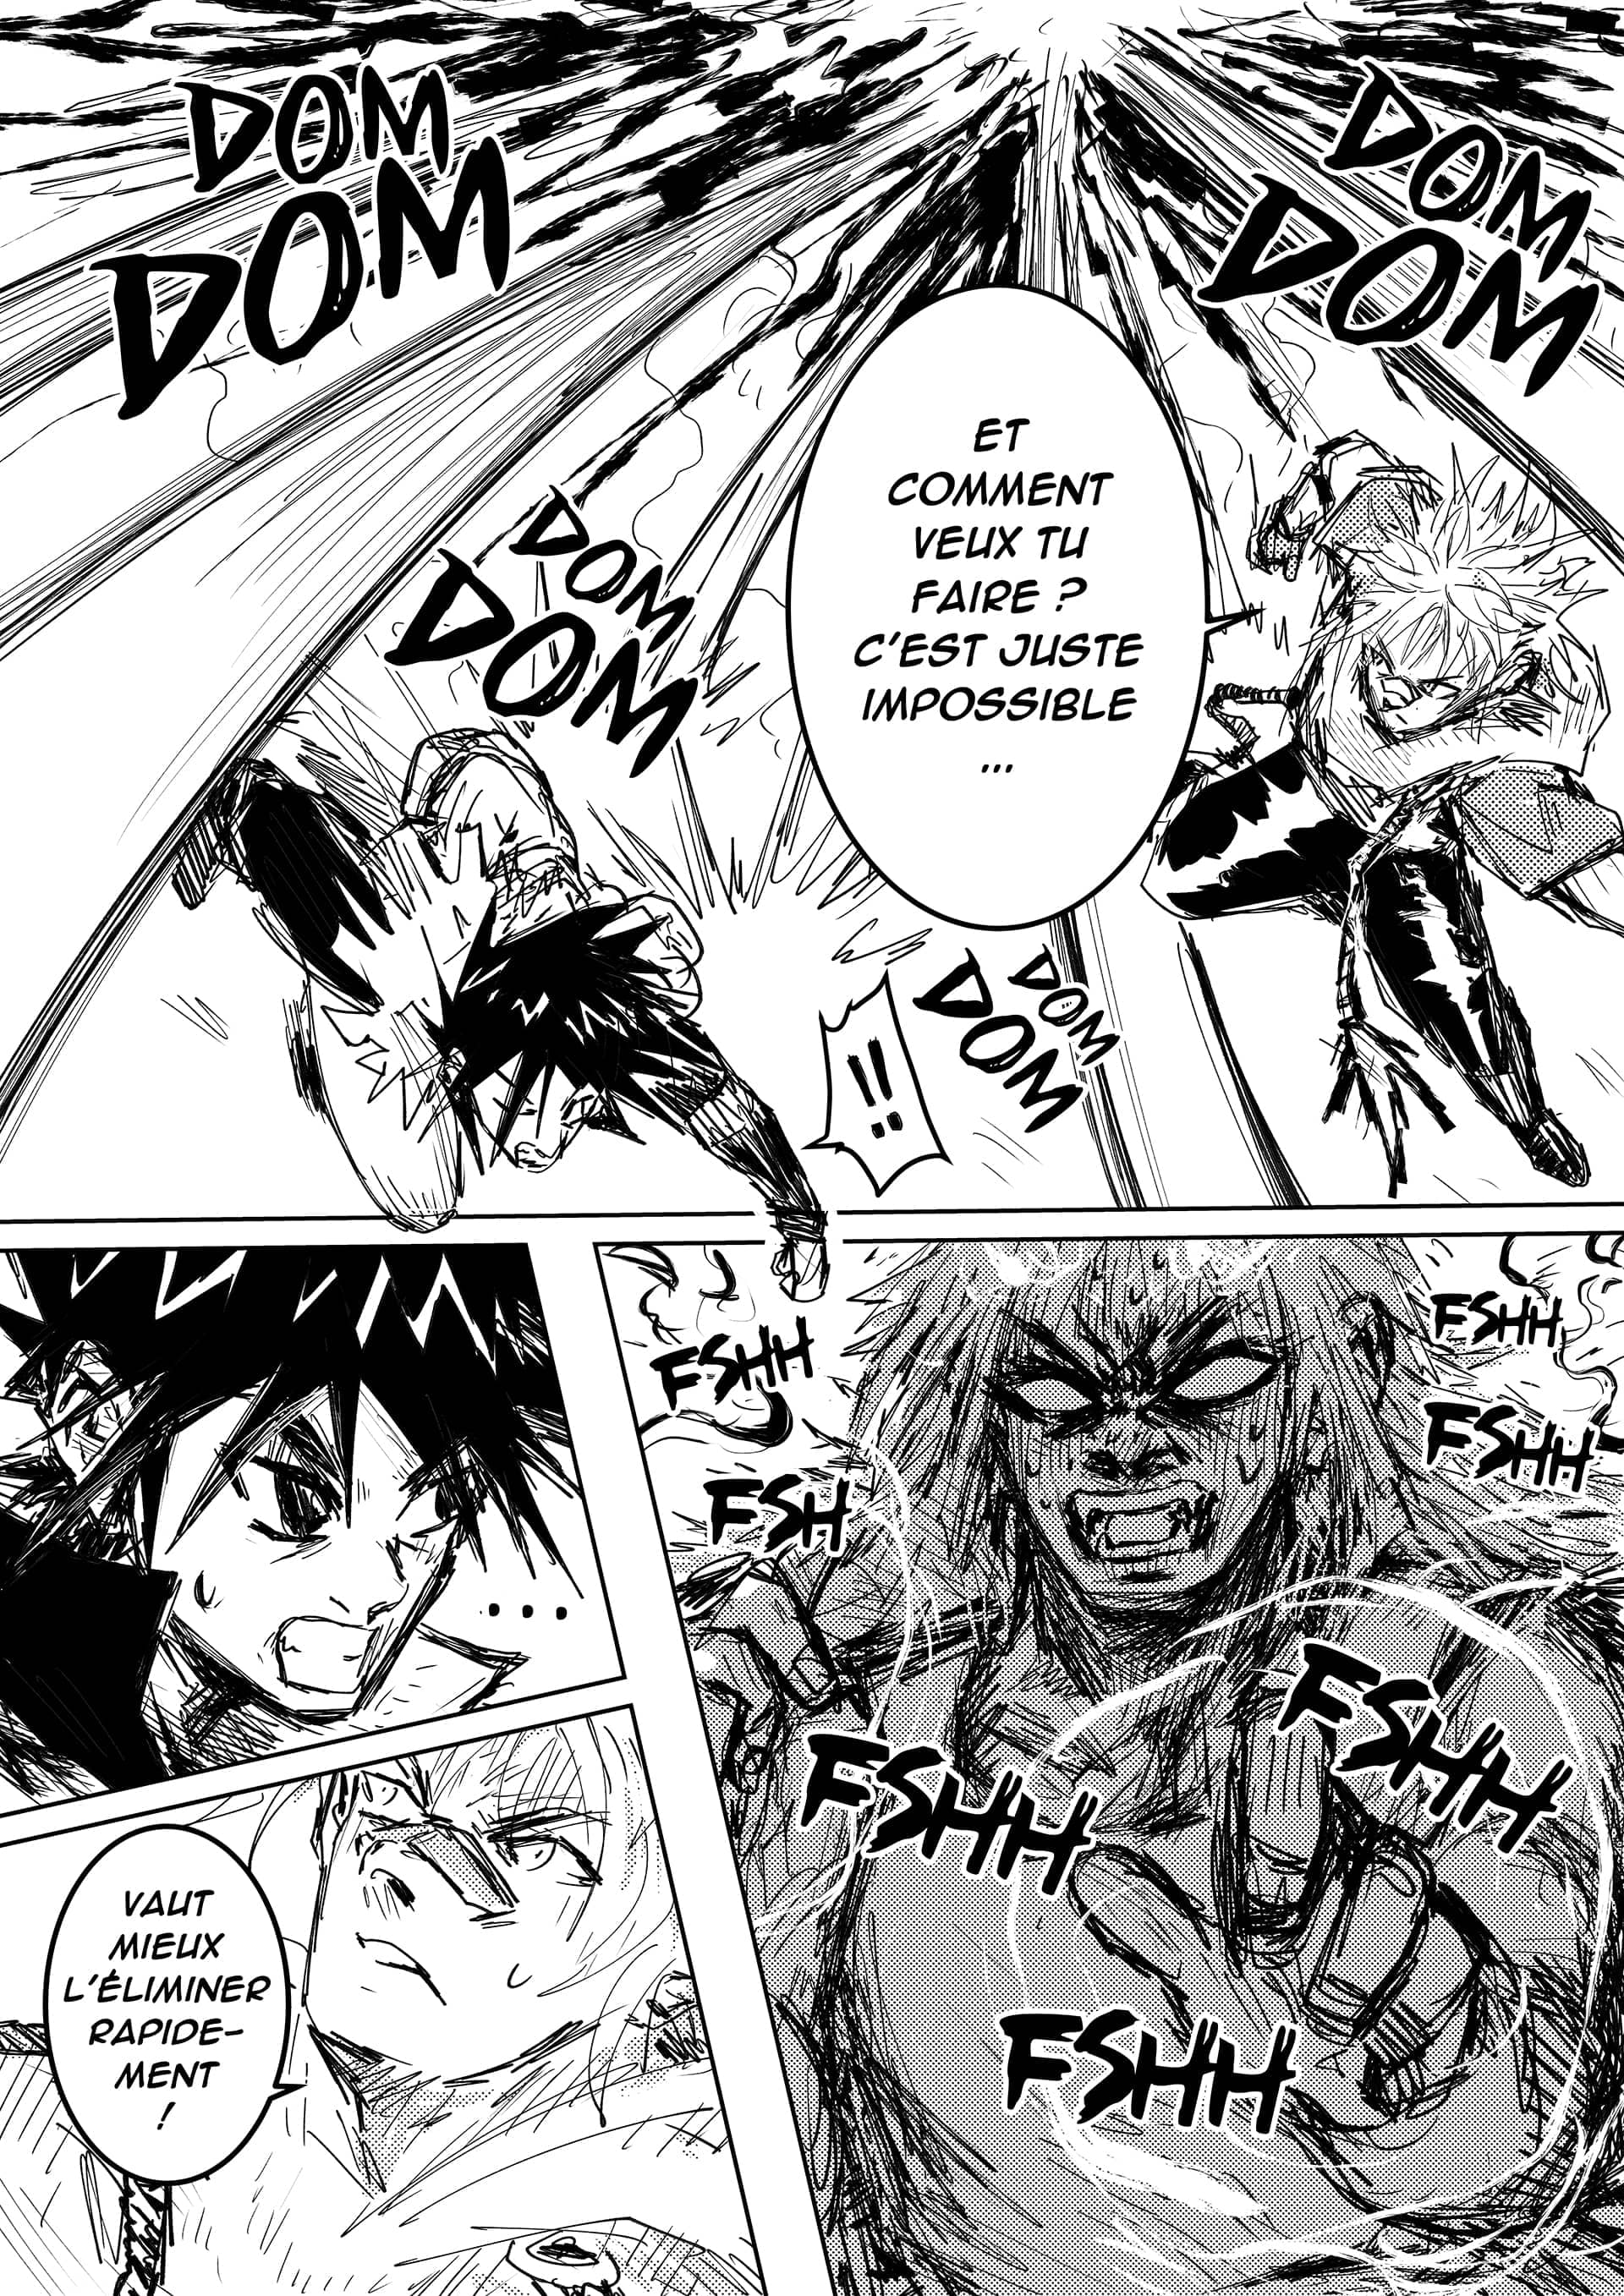 DOM
DOM
DOM
DOM
ET
COMMENT
VEUX TU
FAIRE ?
C'EST JUSTE
IMPOSSIBLE
...
DOM
DOM
!!
DOM
DOM
...
FSHH
FSH
FSHH
FSHH
FSHH
FSHH
FSHH
VAUT
MIEUX
L'ÉLIMINER
RAPIDE-
MENT
!